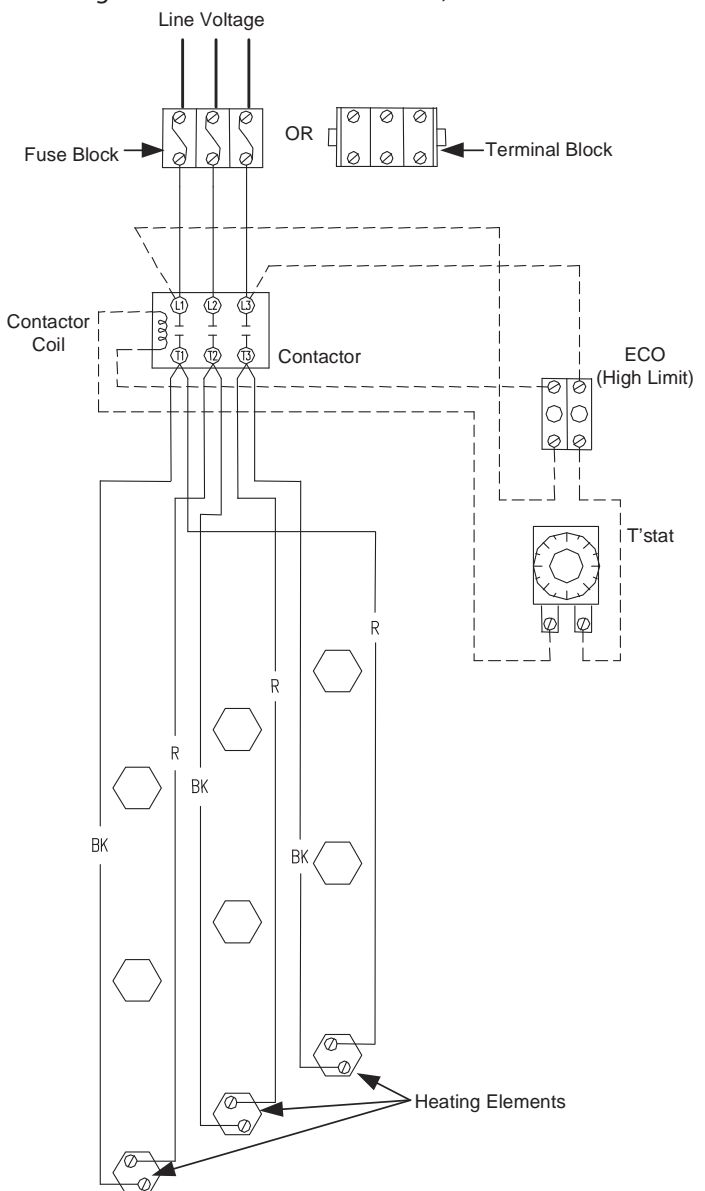 Line Voltage
Fuse Block
OR
Terminal Block
L1 L2 L3
Contactor
Coil
T1 T2 T3
Contactor
ECO
(High Limit)
T'stat
R
R
R
BK
BK
BK
Heating Elements